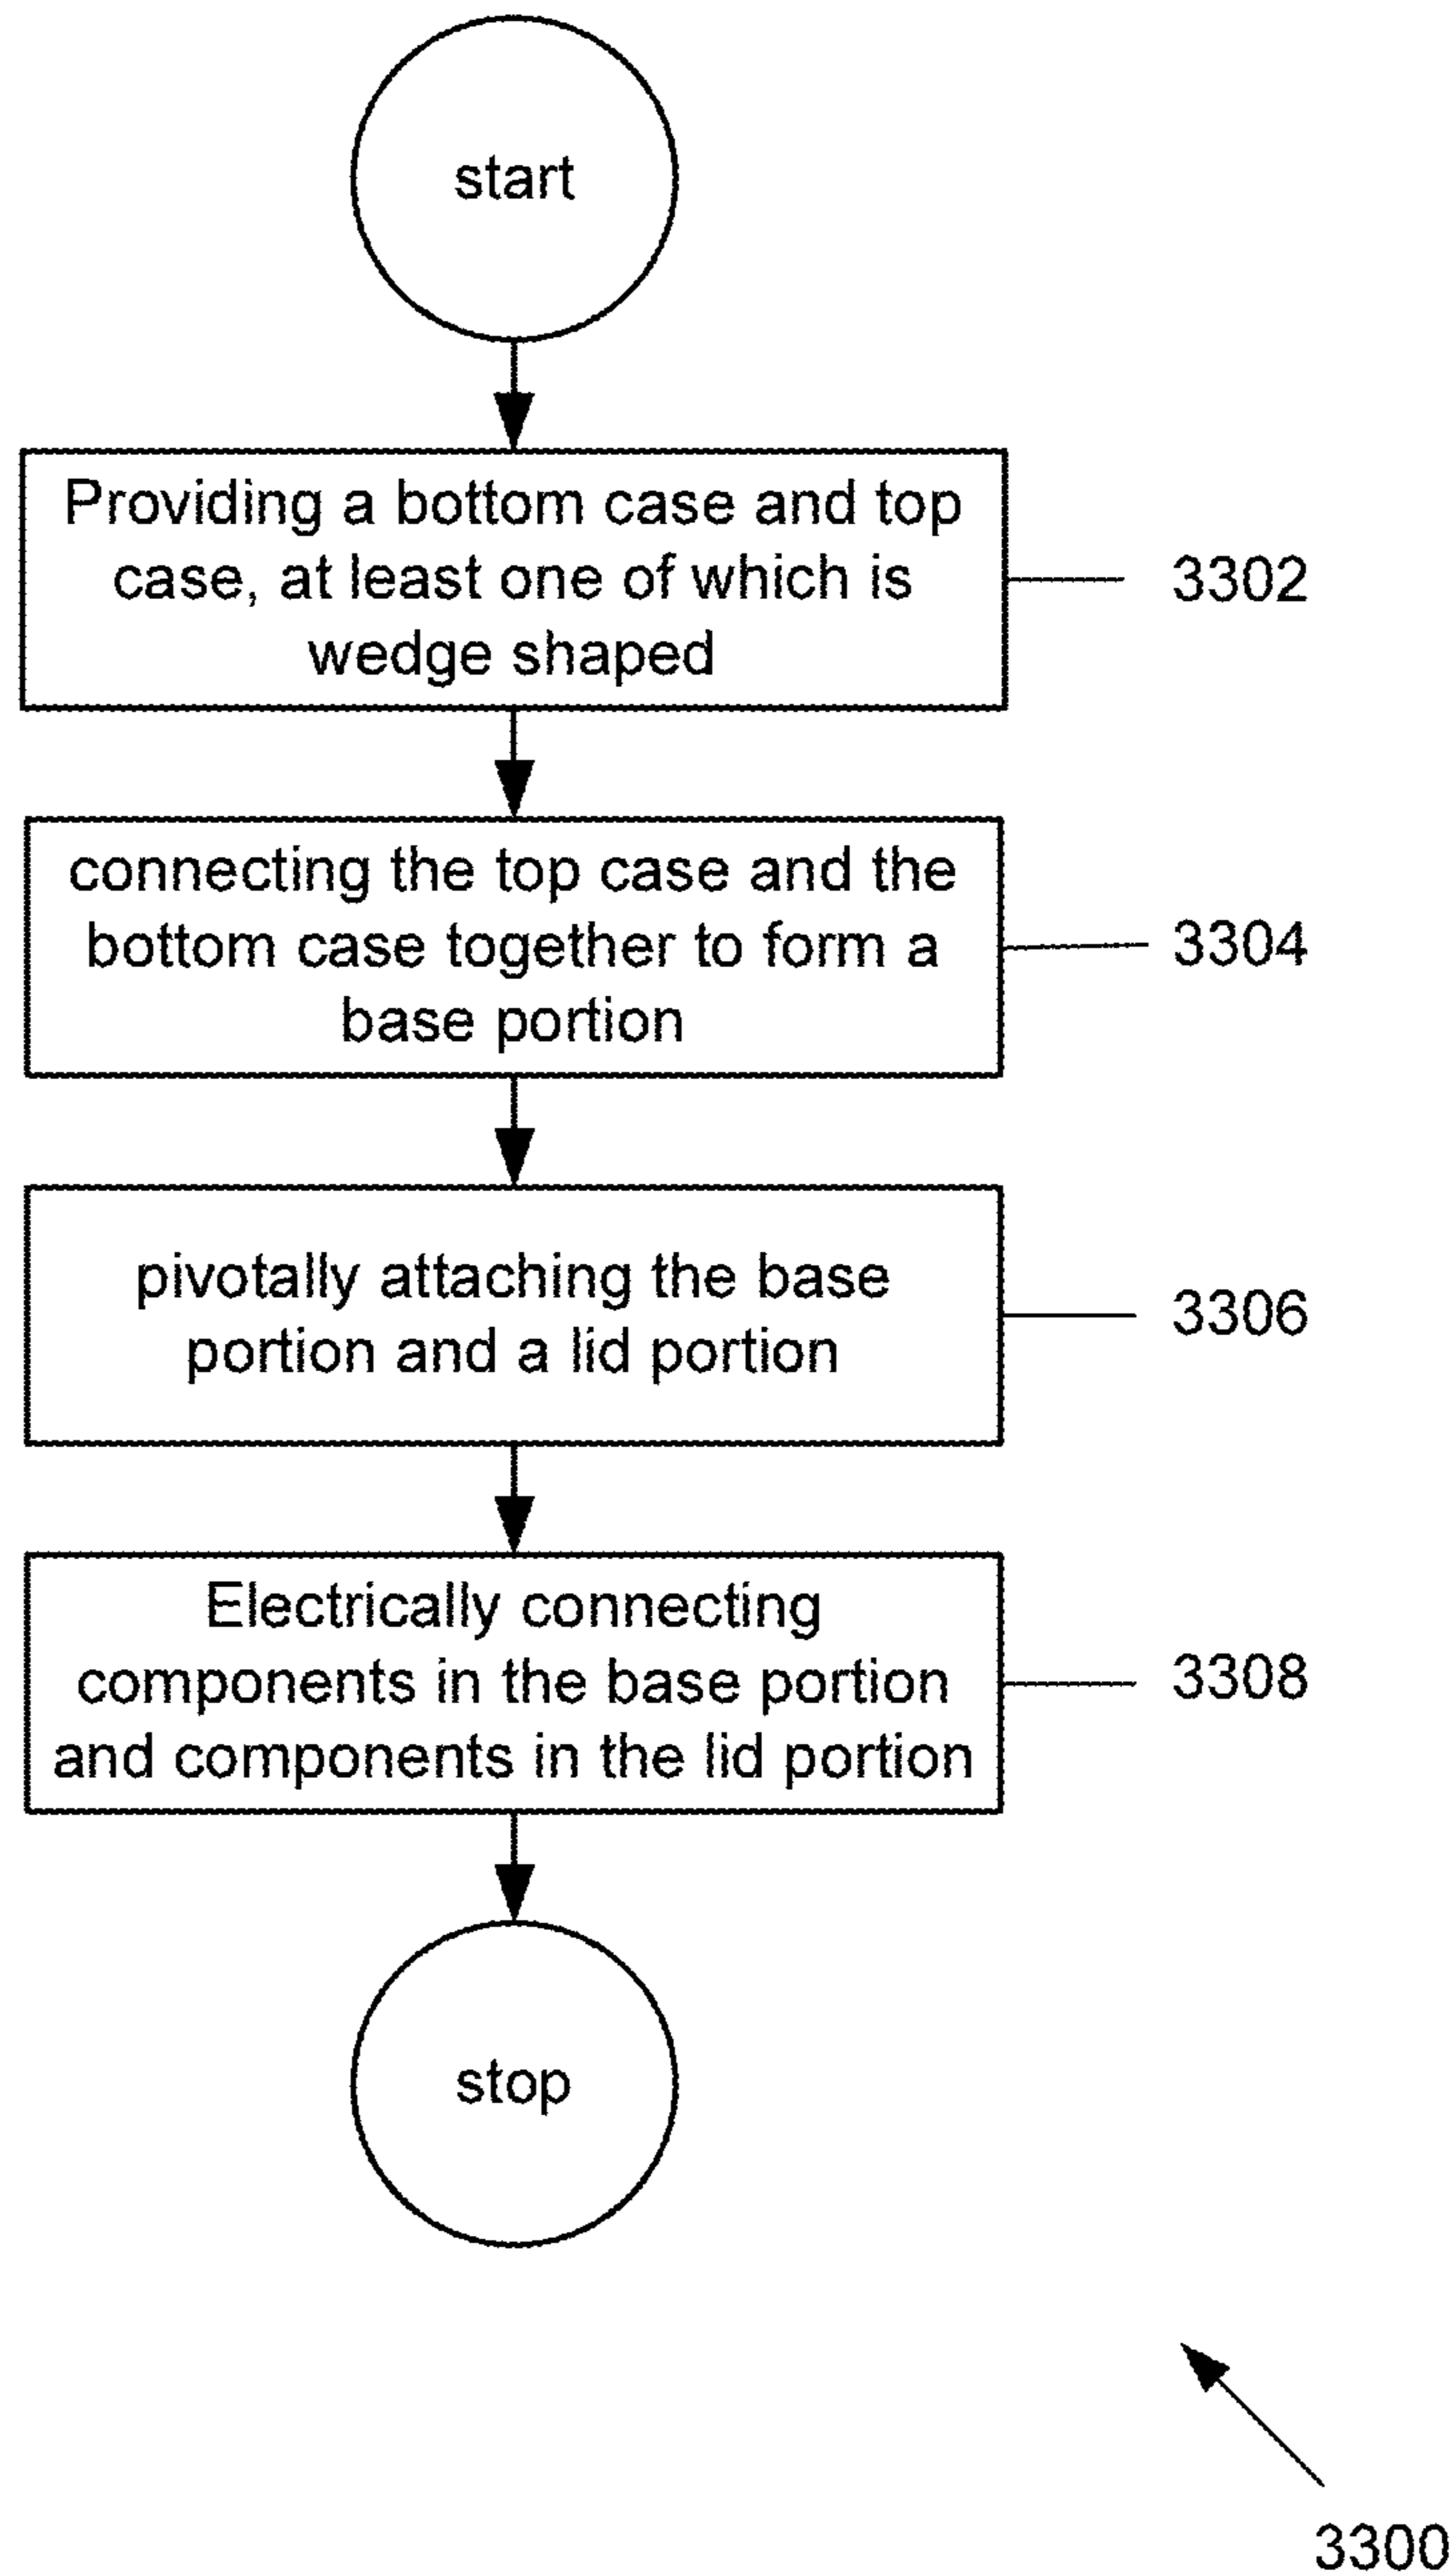 start
Providing a bottom case and top
case, at least one of which is
wedge shaped
3302
connecting the top case and the
bottom case together to form a
base portion
3304
pivotally attaching the base
portion and a lid portion
3306
Electrically connecting
components in the base portion
and components in the lid portion
3308
stop
3300